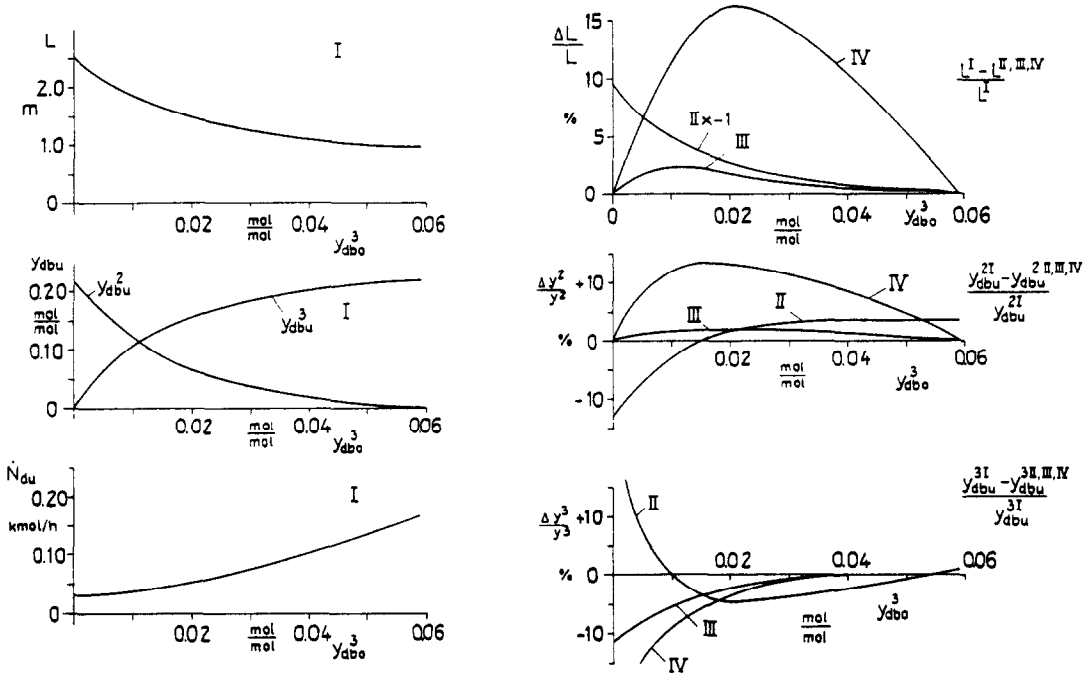 L
I
2.0
m
1.0
0
0.02
mol/mol
0.04
y³dbo
0.06
ΔL/L
15
10
%
5
0
IV
II×-1
III
(Lᴵ - Lᴵᴵ,ᴵᴵᴵ,ᴵⱽ)/Lᴵ
0
0.02
mol/mol
0.04
y³dbo
0.06
ydbu
0.20
mol/mol
0.10
0
y²dbu
y³dbu
I
0.02
mol/mol
0.04
y³dbo
0.06
Δy²/y²
+10
0
%
-10
IV
III
II
(y²ᴵdbu - y² ᴵᴵ,ᴵᴵᴵ,ᴵⱽdbu)/y²ᴵdbu
0.02
mol/mol
0.04
y³dbo
0.06
Ṅdu
0.20
kmol/h
0.10
0
I
0.02
mol/mol
0.04
y³dbo
0.06
Δy³/y³
+10
0
%
-10
II
III
IV
(y³ᴵdbu - y³ᴵᴵ,ᴵᴵᴵ,ᴵⱽdbu)/y³ᴵdbu
0.02
0.04
0.06
mol/mol
y³dbo